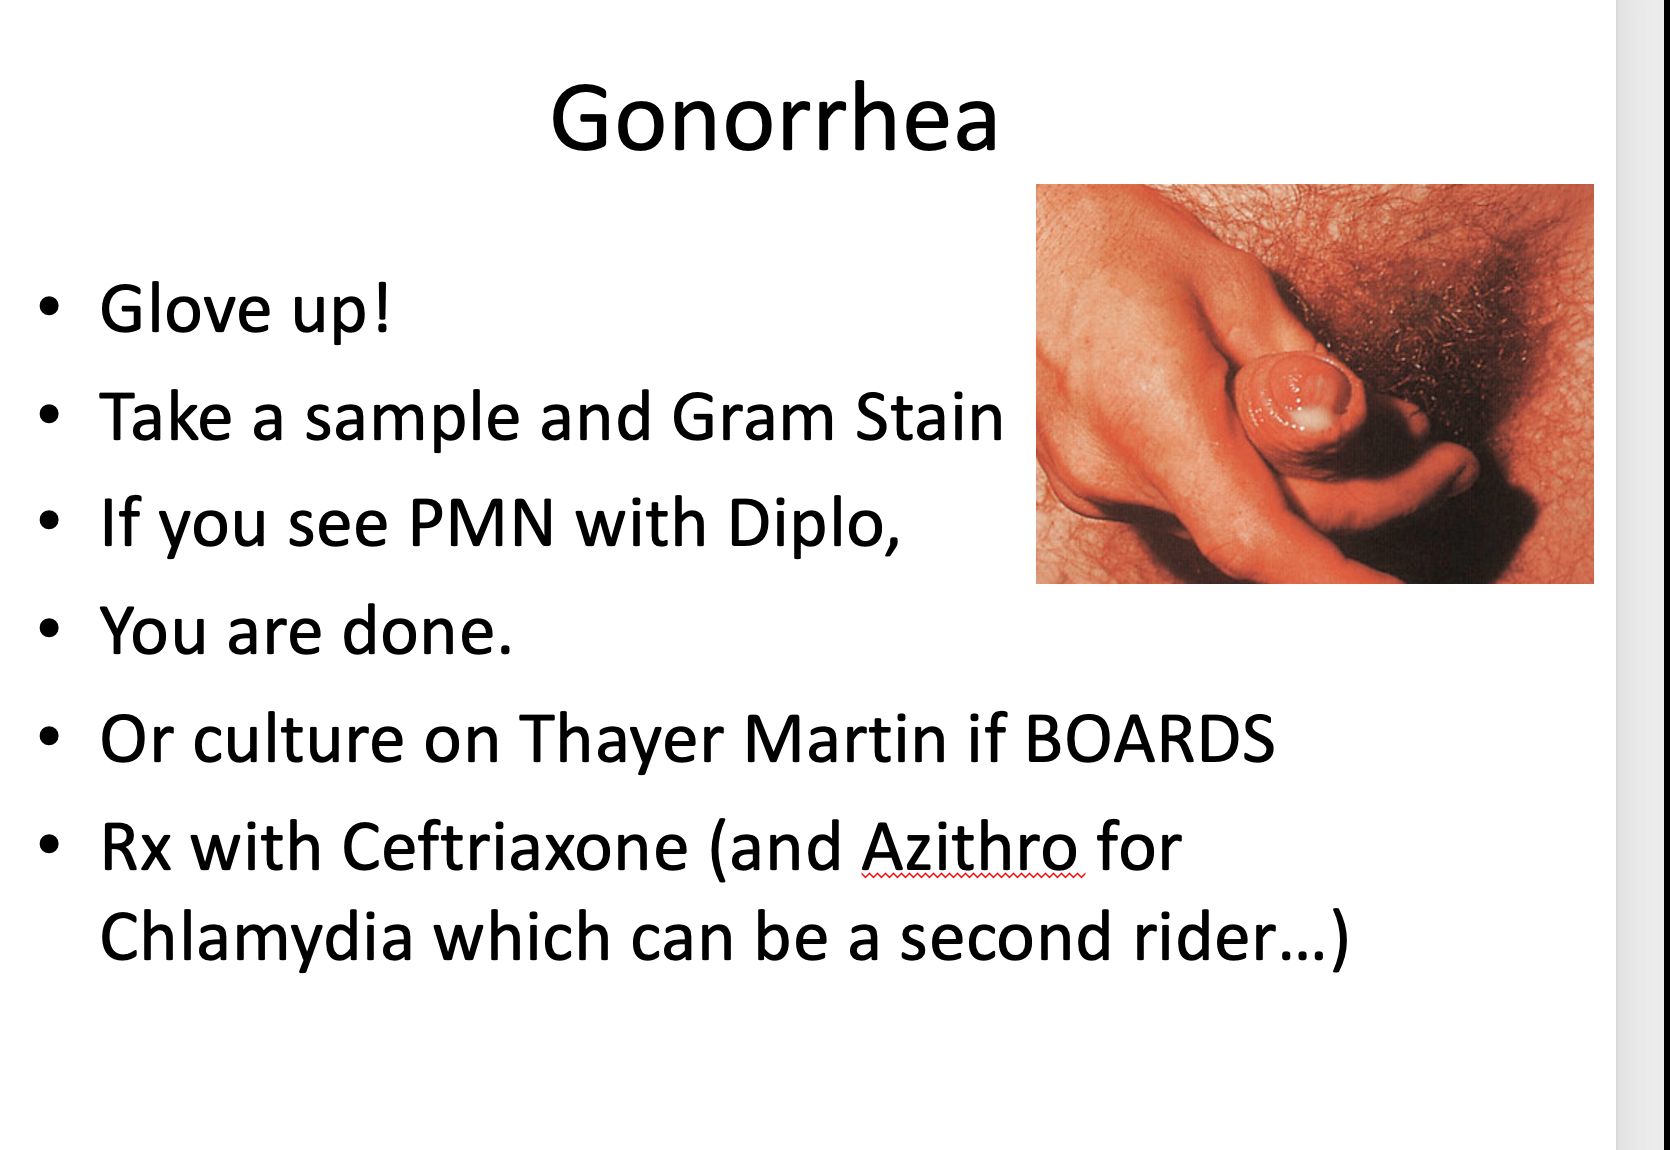 Gonorrhea
• Glove up!
• Take a sample and Gram Stain
• If you see PMN with Diplo,
• You are done.
• Or culture on Thayer Martin if BOARDS
• Rx with Ceftriaxone (and Azithro for
Chlamydia which can be a second rider…)